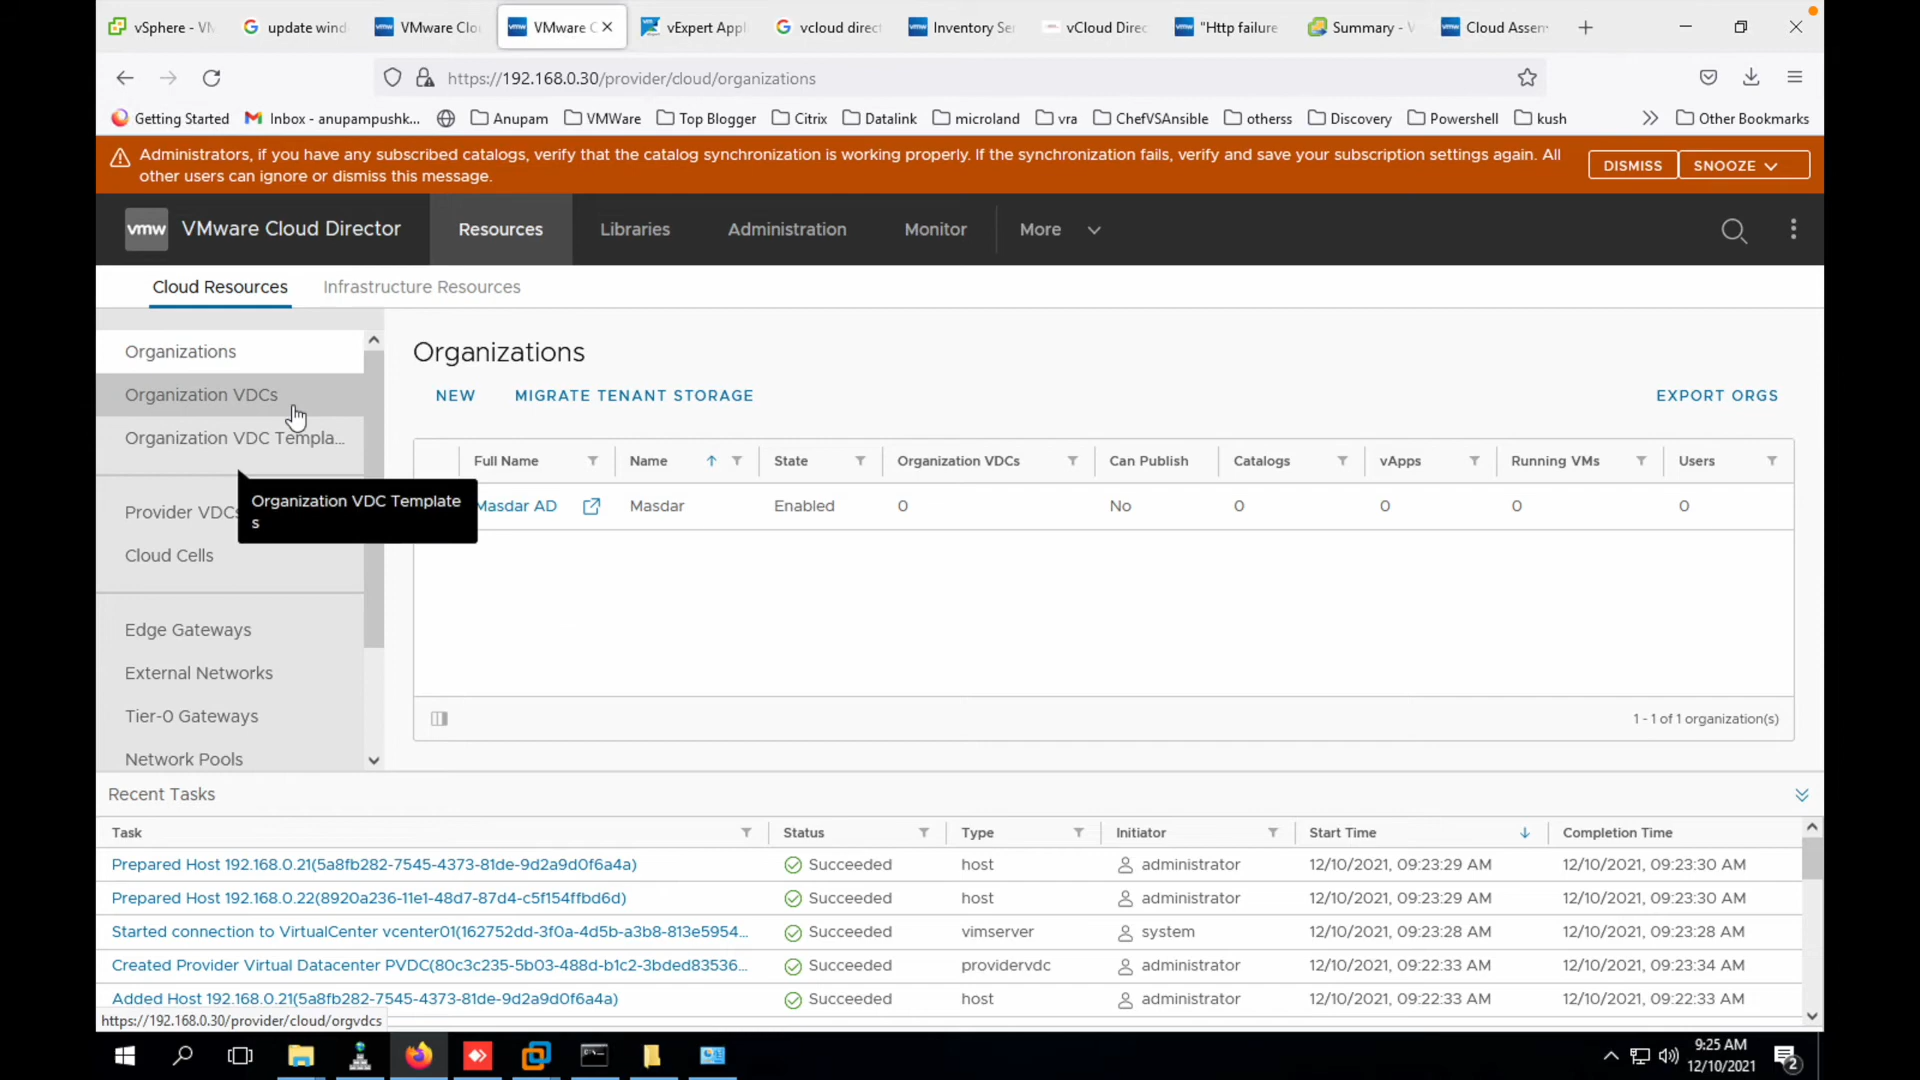 vSphere - VM
update wind
VMware Clo
VMware C
vExpert Appl
vcloud direct
Inventory Ser
vCloud Direc
"Http failure
Summary - V
Cloud Assem
https://192.168.0.30/provider/cloud/organizations
Getting Started
Inbox - anupampushk...
Anupam
VMWare
Top Blogger
Citrix
Datalink
microland
vra
ChefVSAnsible
otherss
Discovery
Powershell
kush
Other Bookmarks
Administrators, if you have any subscribed catalogs, verify that the catalog synchronization is working properly. If the synchronization fails, verify and save your subscription settings again. All
other users can ignore or dismiss this message.
DISMISS
SNOOZE
vmw
VMware Cloud Director
Resources
Libraries
Administration
Monitor
More
Cloud Resources
Infrastructure Resources
Organizations
Organization VDCs
Organization VDC Templa...
Organization VDC Template
s
Provider VDCs
Cloud Cells
Edge Gateways
External Networks
Tier-0 Gateways
Network Pools
Organizations
NEW
MIGRATE TENANT STORAGE
EXPORT ORGS
Full Name
Name
State
Organization VDCs
Can Publish
Catalogs
vApps
Running VMs
Users
Masdar AD
Masdar
Enabled
0
No
0
0
0
0
1 - 1 of 1 organization(s)
Recent Tasks
Task
Status
Type
Initiator
Start Time
Completion Time
Prepared Host 192.168.0.21(5a8fb282-7545-4373-81de-9d2a9d0f6a4a)
Succeeded
host
administrator
12/10/2021, 09:23:29 AM
12/10/2021, 09:23:30 AM
Prepared Host 192.168.0.22(8920a236-11e1-48d7-87d4-c5f154ffbd6d)
Succeeded
host
administrator
12/10/2021, 09:23:29 AM
12/10/2021, 09:23:30 AM
Started connection to VirtualCenter vcenter01(162752dd-3f0a-4d5b-a3b8-813e5954...
Succeeded
vimserver
system
12/10/2021, 09:23:28 AM
12/10/2021, 09:23:28 AM
Created Provider Virtual Datacenter PVDC(80c3c235-5b03-488d-b1c2-3bded83536...
Succeeded
providervdc
administrator
12/10/2021, 09:22:33 AM
12/10/2021, 09:23:34 AM
Added Host 192.168.0.21(5a8fb282-7545-4373-81de-9d2a9d0f6a4a)
Succeeded
host
administrator
12/10/2021, 09:22:33 AM
12/10/2021, 09:22:33 AM
https://192.168.0.30/provider/cloud/orgvdcs
9:25 AM
12/10/2021
2